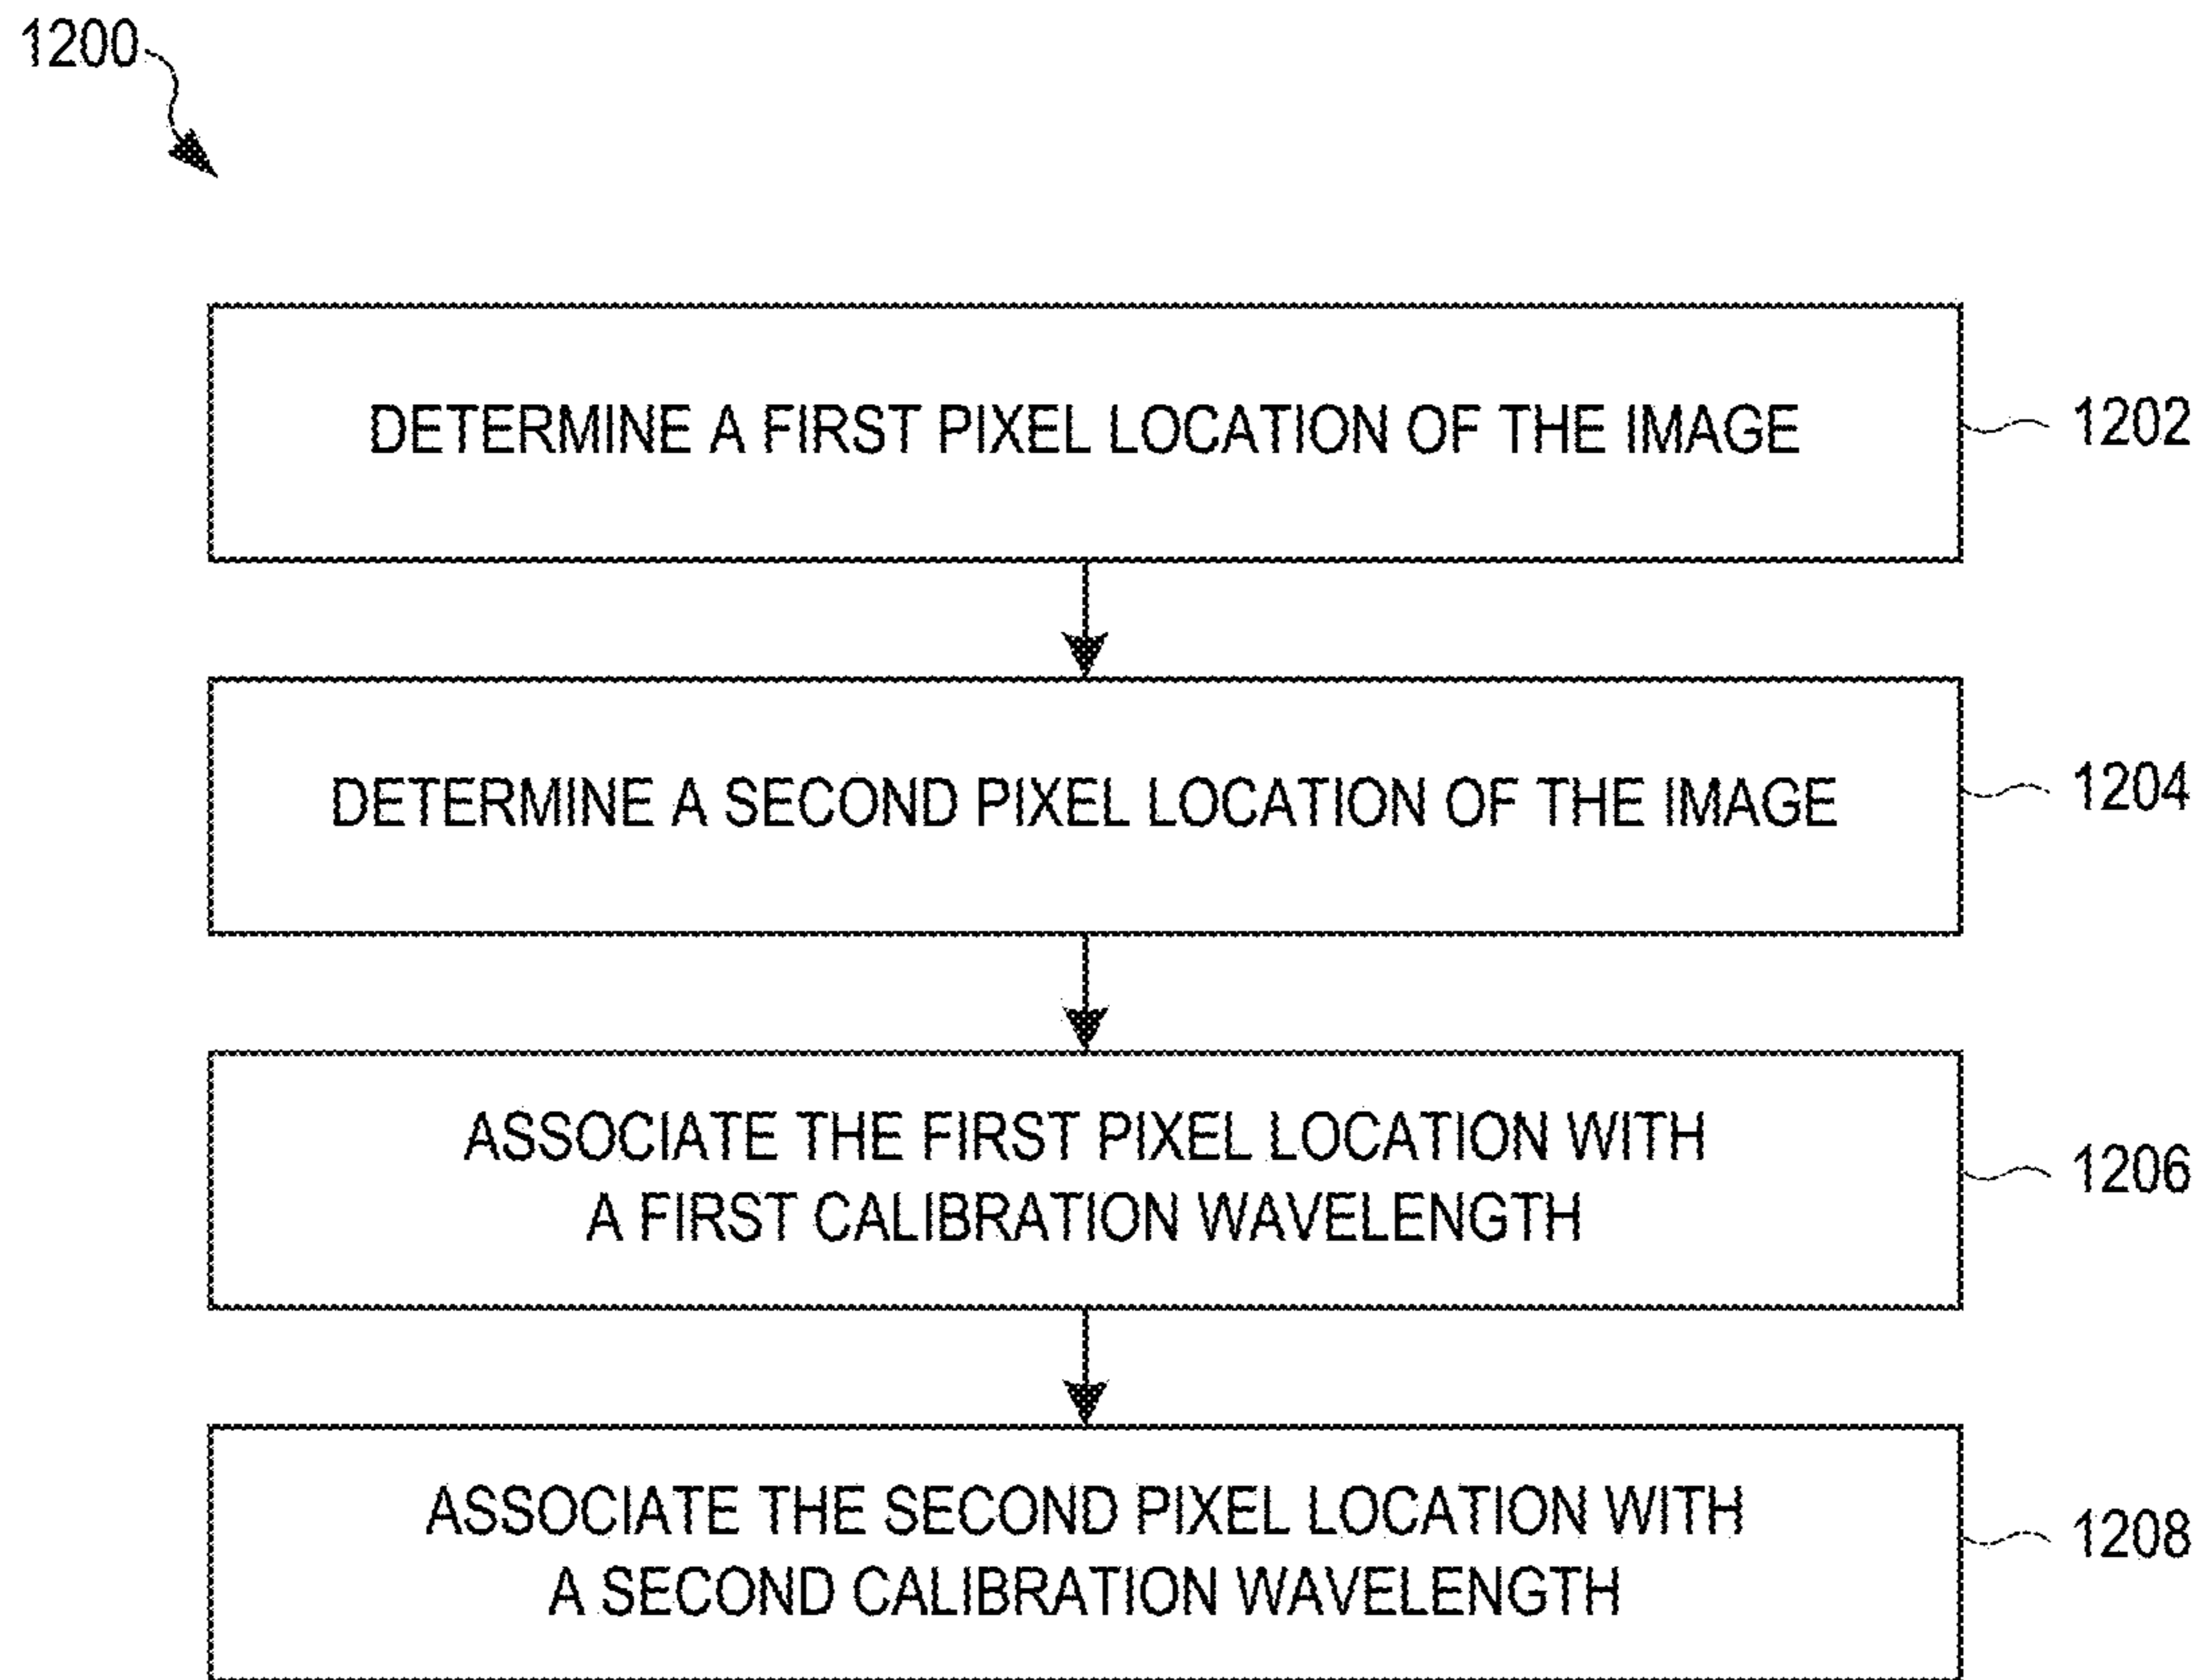 1200
DETERMINE A FIRST PIXEL LOCATION OF THE IMAGE
1202
DETERMINE A SECOND PIXEL LOCATION OF THE IMAGE
1204
ASSOCIATE THE FIRST PIXEL LOCATION WITH
A FIRST CALIBRATION WAVELENGTH
1206
ASSOCIATE THE SECOND PIXEL LOCATION WITH
A SECOND CALIBRATION WAVELENGTH
1208